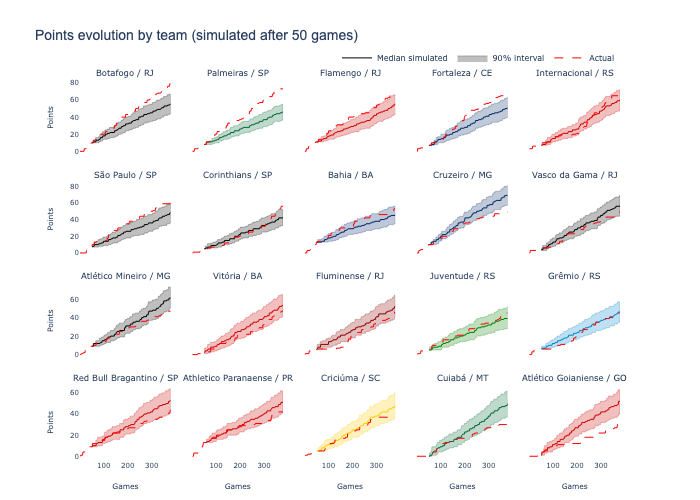 Points evolution by team (simulated after 50 games)
Median simulated 90% interval Actual
Botafogo / RJ Palmeiras / SP Flamengo / RJ Fortaleza / CE Internacional / RS
80
60
40
20
0
Points
São Paulo / SP Corinthians / SP Bahia / BA Cruzeiro / MG Vasco da Gama / RJ
80
60
40
20
0
Points
Atlético Mineiro / MG Vitória / BA Fluminense / RJ Juventude / RS Grêmio / RS
60
40
20
0
Points
Red Bull Bragantino / SP Athletico Paranaense / PR Criciúma / SC Cuiabá / MT Atlético Goianiense / GO
60
40
20
0
Points
100 200 300 100 200 300 100 200 300 100 200 300 100 200 300
Games Games Games Games Games